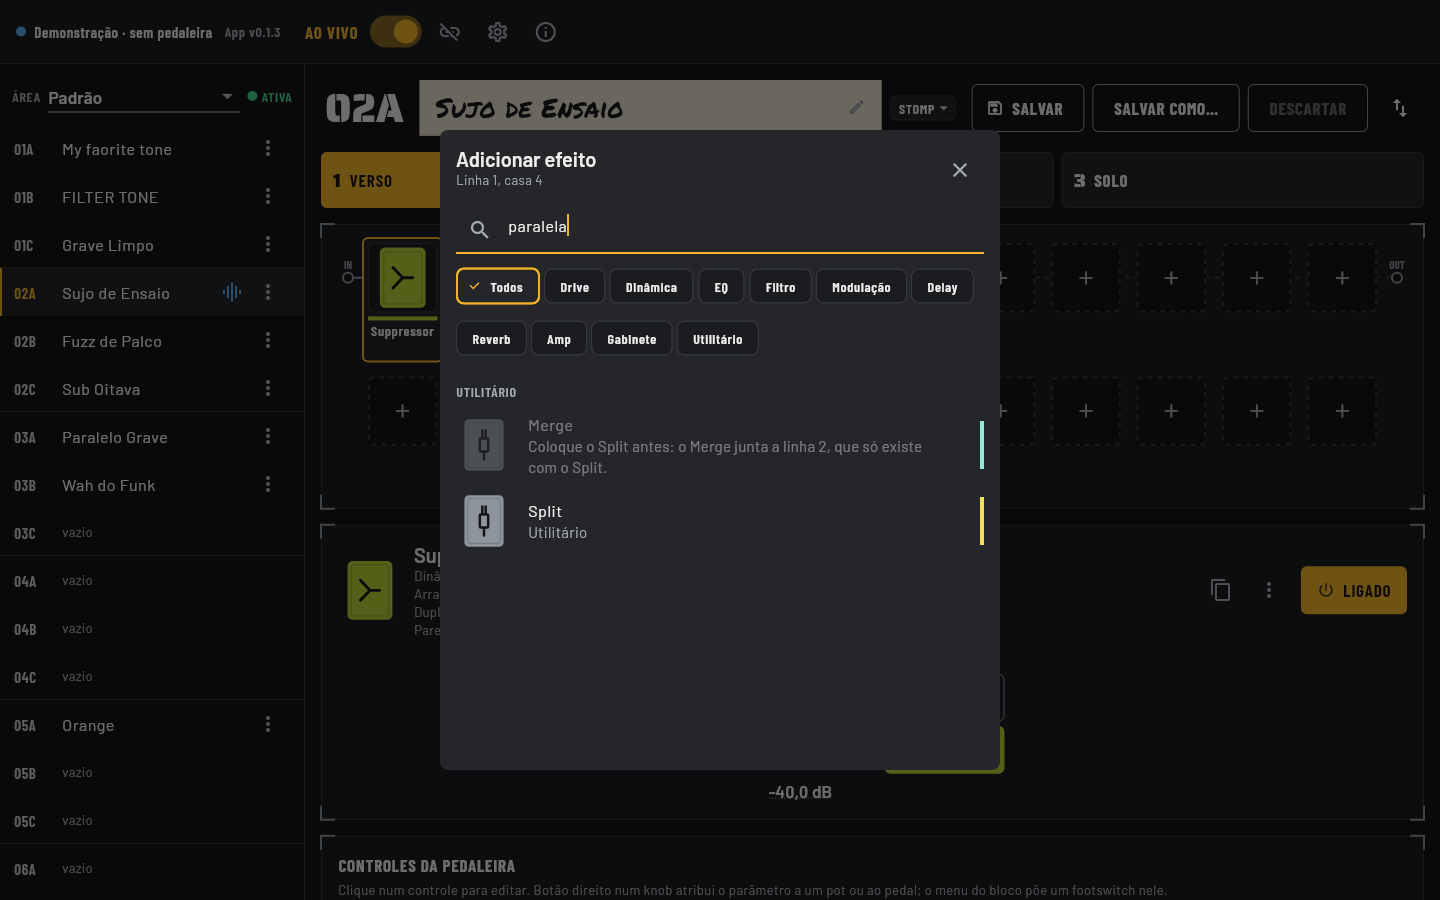 Demonstração · sem pedaleira App v0.1.3 AO VIVO
ÁREA Padrão ATIVA
01A My faorite tone
01B FILTER TONE
01C Grave Limpo
02A Sujo de Ensaio
02B Fuzz de Palco
02C Sub Oitava
03A Paralelo Grave
03B Wah do Funk
03C vazio
04A vazio
04B vazio
04C vazio
05A Orange
05B vazio
05C vazio
06A vazio
02A Sujo de Ensaio STOMP SALVAR SALVAR COMO... DESCARTAR
1 VERSO
3 SOLO
IN
OUT
Suppressor
Adicionar efeito
Linha 1, casa 4
paralela
Todos Drive Dinâmica EQ Filtro Modulação Delay
Reverb Amp Gabinete Utilitário
UTILITÁRIO
Merge
Coloque o Split antes: o Merge junta a linha 2, que só existe
com o Split.
Split
Utilitário
Sup
Dinâ
Arra
Dupl
Pare
LIGADO
-40,0 dB
CONTROLES DA PEDALEIRA
Clique num controle para editar. Botão direito num knob atribui o parâmetro a um pot ou ao pedal; o menu do bloco põe um footswitch nele.